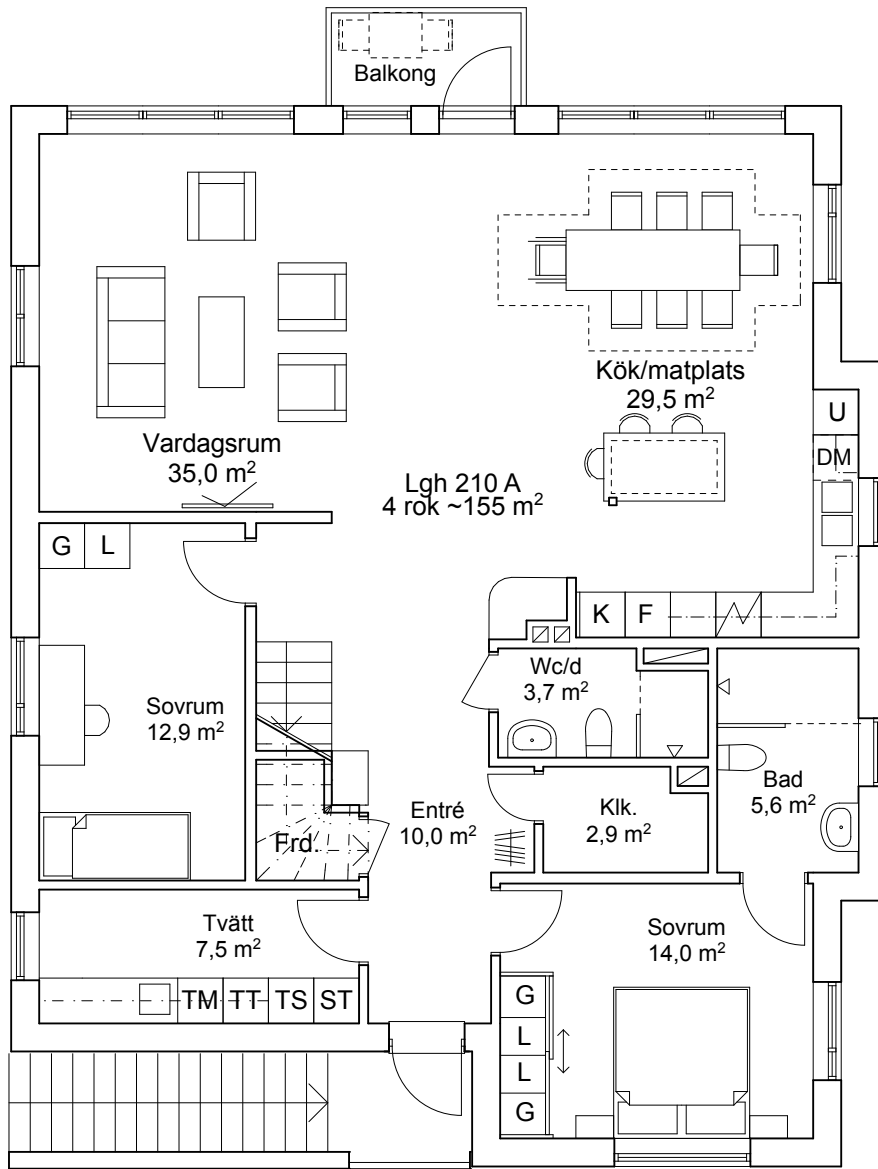 Balkong
Kök/matplats
29,5 m²
U
DM
Vardagsrum
35,0 m²
Lgh 210 A
4 rok ~155 m²
G L
K F
Wc/d
3,7 m²
Sovrum
12,9 m²
Bad
5,6 m²
Entré
10,0 m²
Klk.
2,9 m²
Frd.
Tvätt
7,5 m²
Sovrum
14,0 m²
TM TT TS ST
G
L
L
G